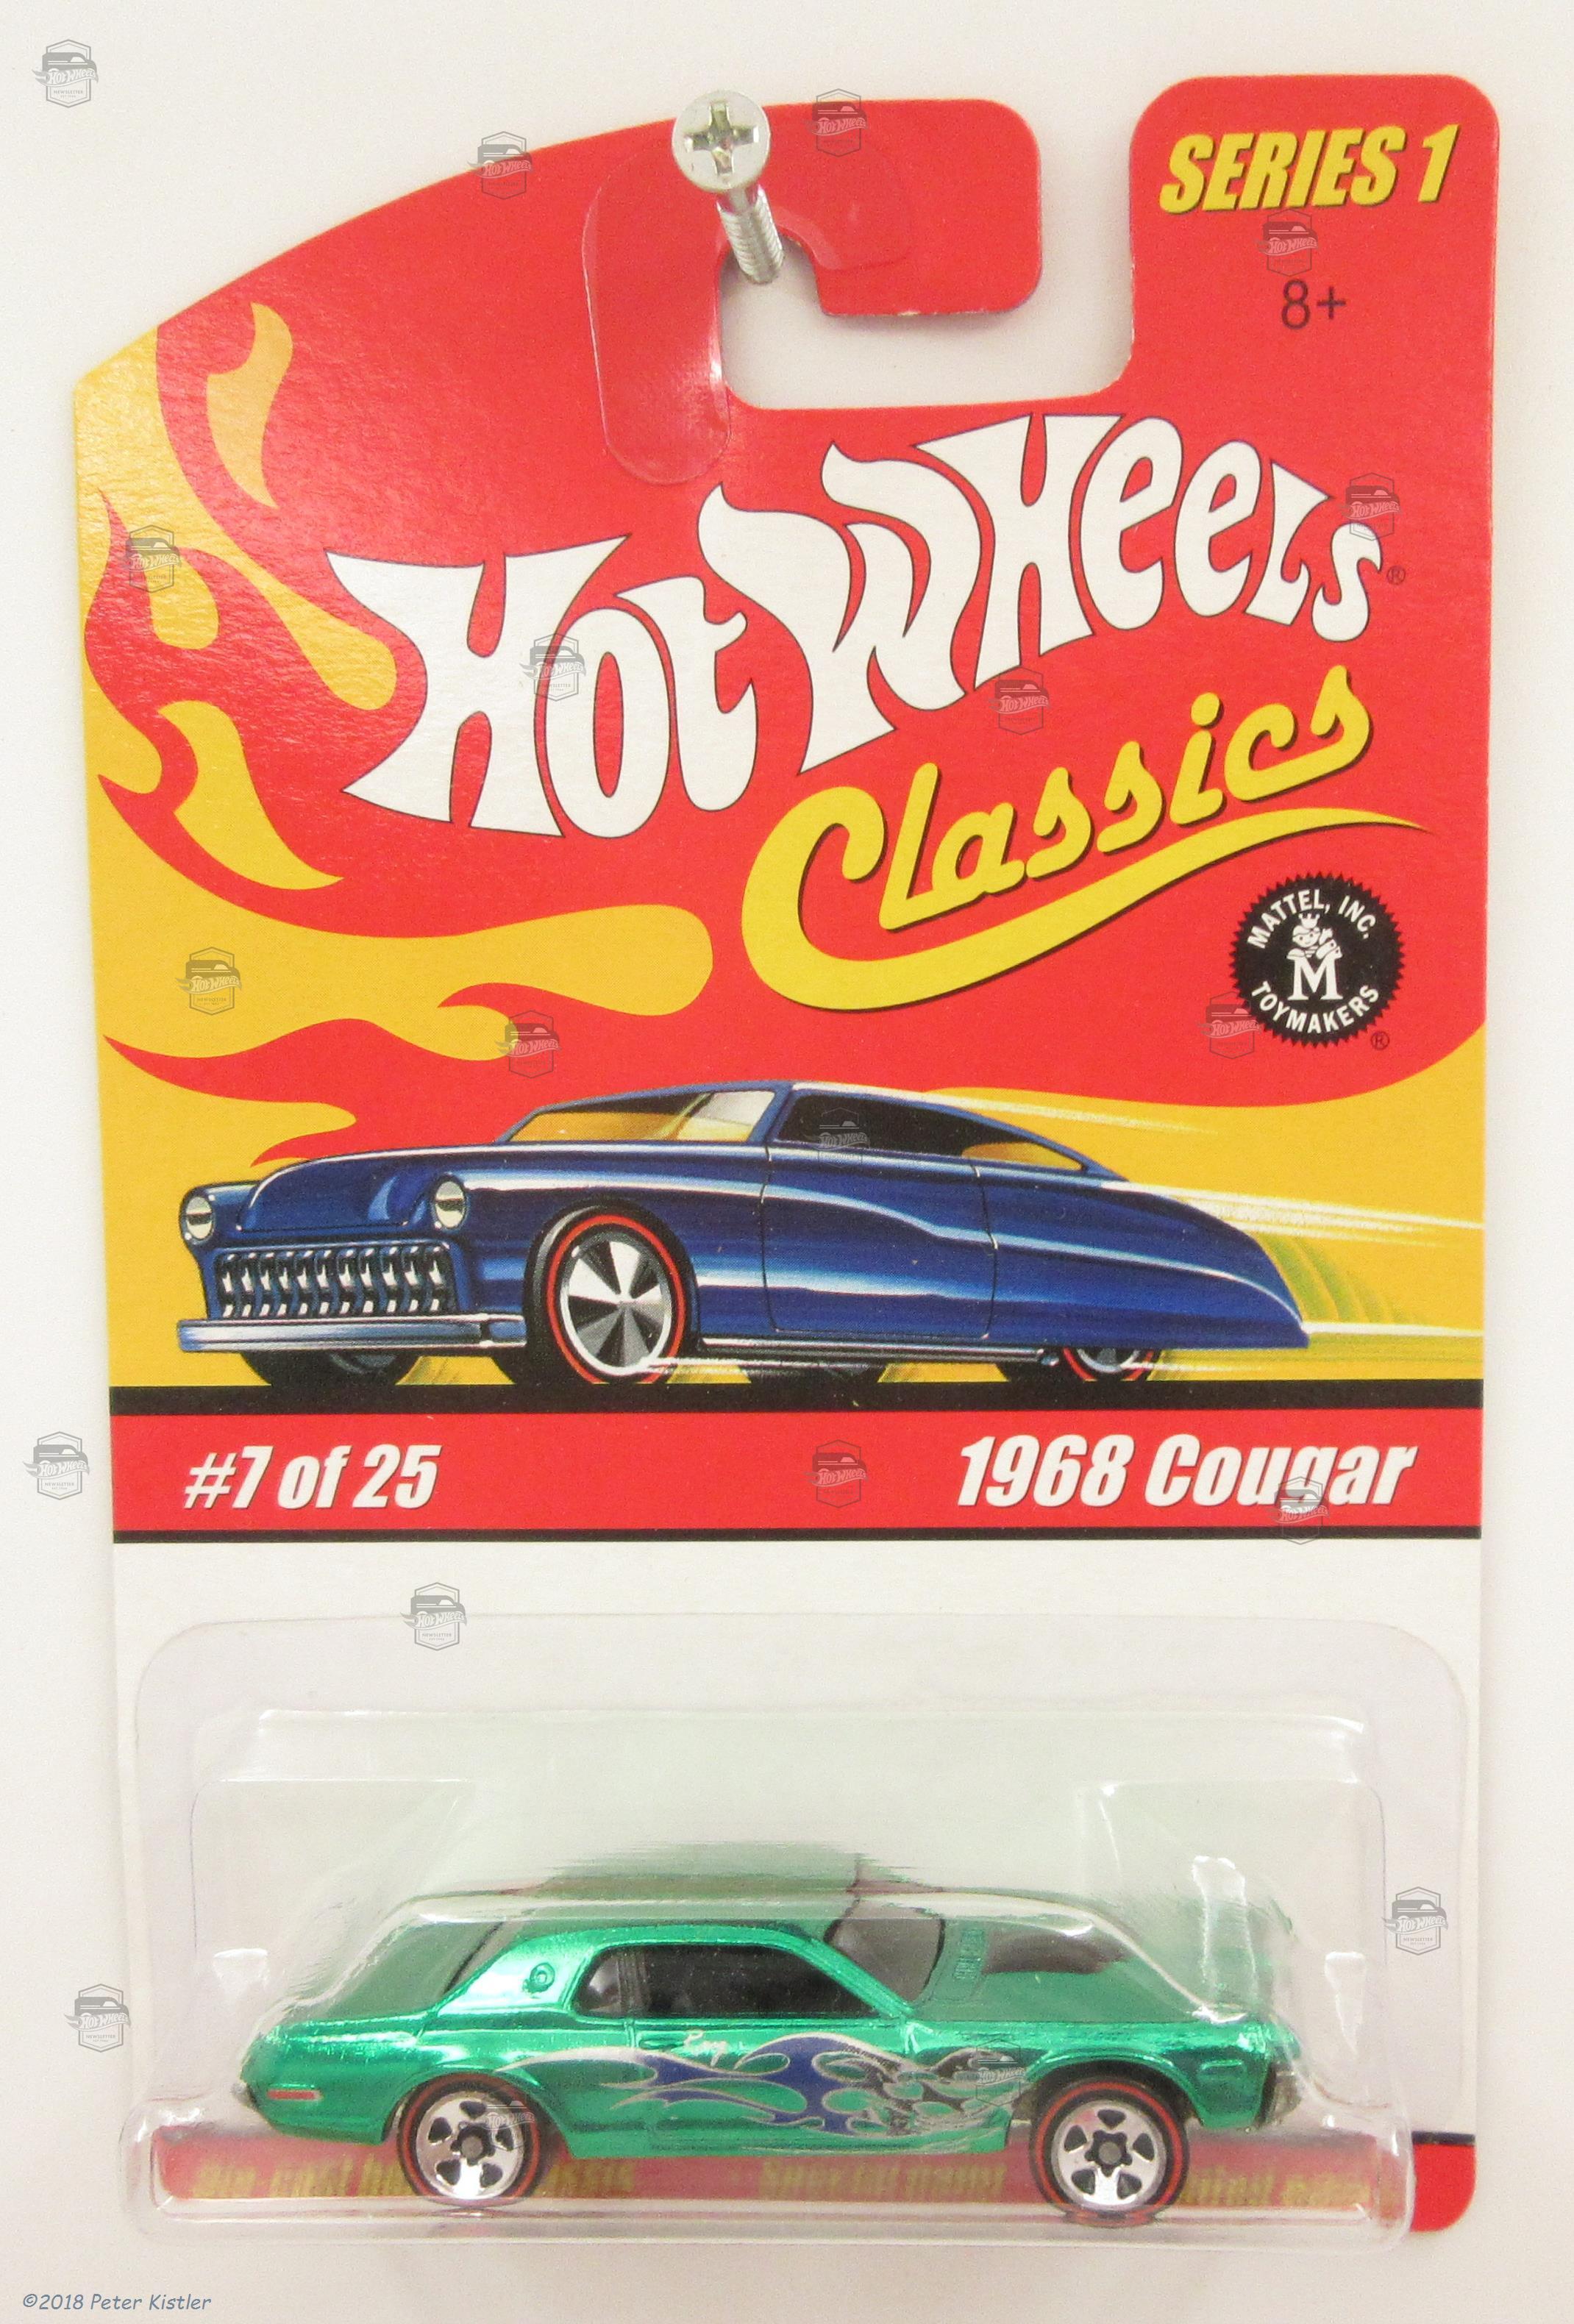 SERIES 1
8+
Hot Wheels®
Classics
MATTEL, INC.
M
TOYMAKERS
®
#7 of 25
1968 Cougar
©2018 Peter Kistler